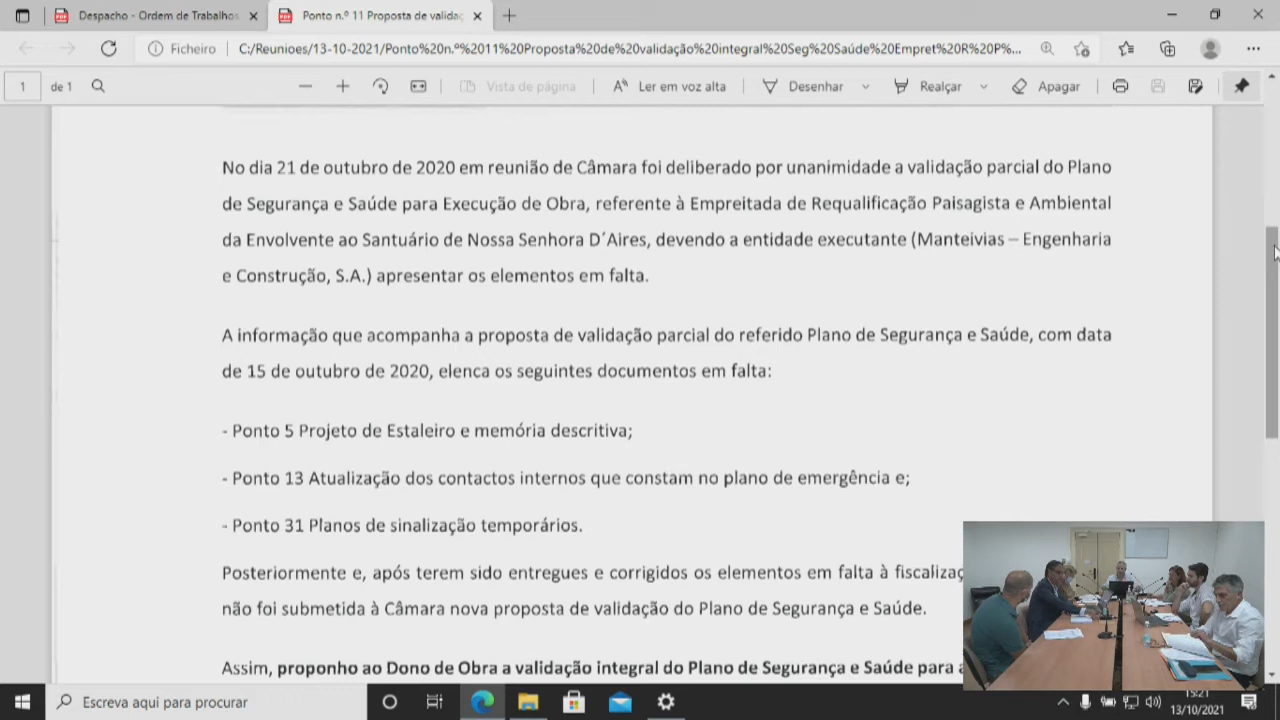 Despacho - Ordem de Trabalhos
Ponto n.º 11 Proposta de validaç
Ficheiro
C:/Reunioes/13-10-2021/Ponto%20n.º%2011%20Proposta%20de%20validação%20integral%20Seg%20Saúde%20Empret%20R%20P%...
1 de 1
Vista de página
Ler em voz alta
Desenhar
Realçar
Apagar
No dia 21 de outubro de 2020 em reunião de Câmara foi deliberado por unanimidade a validação parcial do Plano
de Segurança e Saúde para Execução de Obra, referente à Empreitada de Requalificação Paisagista e Ambiental
da Envolvente ao Santuário de Nossa Senhora D´Aires, devendo a entidade executante (Manteivias – Engenharia
e Construção, S.A.) apresentar os elementos em falta.
A informação que acompanha a proposta de validação parcial do referido Plano de Segurança e Saúde, com data
de 15 de outubro de 2020, elenca os seguintes documentos em falta:
- Ponto 5 Projeto de Estaleiro e memória descritiva;
- Ponto 13 Atualização dos contactos internos que constam no plano de emergência e;
- Ponto 31 Planos de sinalização temporários.
Posteriormente e, após terem sido entregues e corrigidos os elementos em falta à fiscalizaç
não foi submetida à Câmara nova proposta de validação do Plano de Segurança e Saúde.
Assim, proponho ao Dono de Obra a validação integral do Plano de Segurança e Saúde para a
Escreva aqui para procurar
15:21
13/10/2021